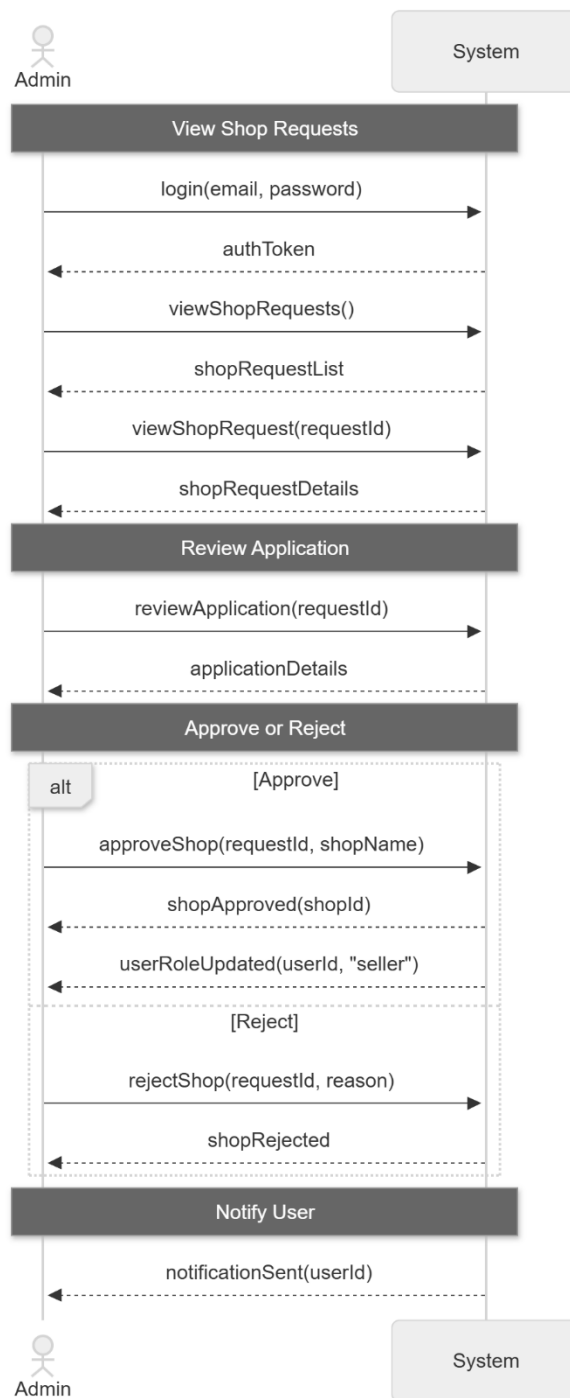 Admin
System
View Shop Requests
login(email, password)
authToken
viewShopRequests()
shopRequestList
viewShopRequest(requestId)
shopRequestDetails
Review Application
reviewApplication(requestId)
applicationDetails
Approve or Reject
alt
[Approve]
approveShop(requestId, shopName)
shopApproved(shopId)
userRoleUpdated(userId, "seller")
[Reject]
rejectShop(requestId, reason)
shopRejected
Notify User
notificationSent(userId)
Admin
System